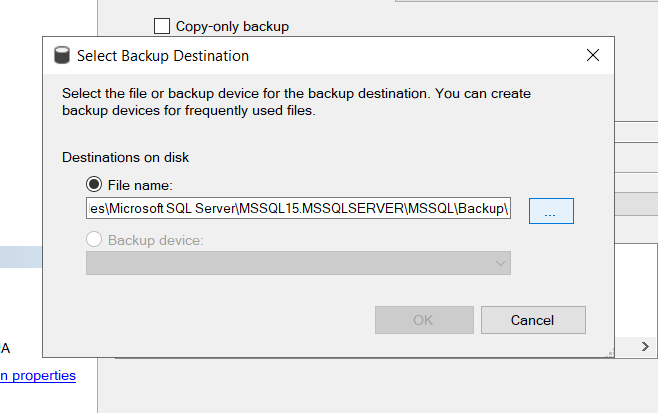 Copy-only backup
Select Backup Destination
Select the file or backup device for the backup destination. You can create
backup devices for frequently used files.
Destinations on disk
File name:
les\Microsoft SQL Server\MSSQL15.MSSQLSERVER\MSSQL\Backup\
...
Backup device:
OK
Cancel
A
n properties